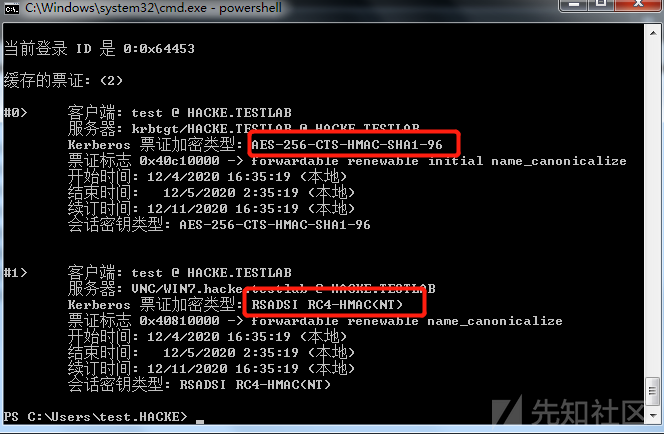 C:\Windows\system32\cmd.exe - powershell
当前登录 ID 是 0:0x64453
缓存的票证: (2)
#0> 客户端: test @ HACKE.TESTLAB
服务器: krbtgt/HACKE.TESTLAB @ HACKE.TESTLAB
Kerberos 票证加密类型: AES-256-CTS-HMAC-SHA1-96
票证标志 0x40c10000 -> forwardable renewable initial name_canonicalize
开始时间: 12/4/2020 16:35:19 (本地)
结束时间: 12/5/2020 2:35:19 (本地)
续订时间: 12/11/2020 16:35:19 (本地)
会话密钥类型: AES-256-CTS-HMAC-SHA1-96
#1> 客户端: test @ HACKE.TESTLAB
服务器: VNC/WIN7.hacke.testlab @ HACKE.TESTLAB
Kerberos 票证加密类型: RSADSI RC4-HMAC(NT)
票证标志 0x40810000 -> forwardable renewable name_canonicalize
开始时间: 12/4/2020 16:35:19 (本地)
结束时间: 12/5/2020 2:35:19 (本地)
续订时间: 12/11/2020 16:35:19 (本地)
会话密钥类型: RSADSI RC4-HMAC(NT)
PS C:\Users\test.HACKE> _
先知社区